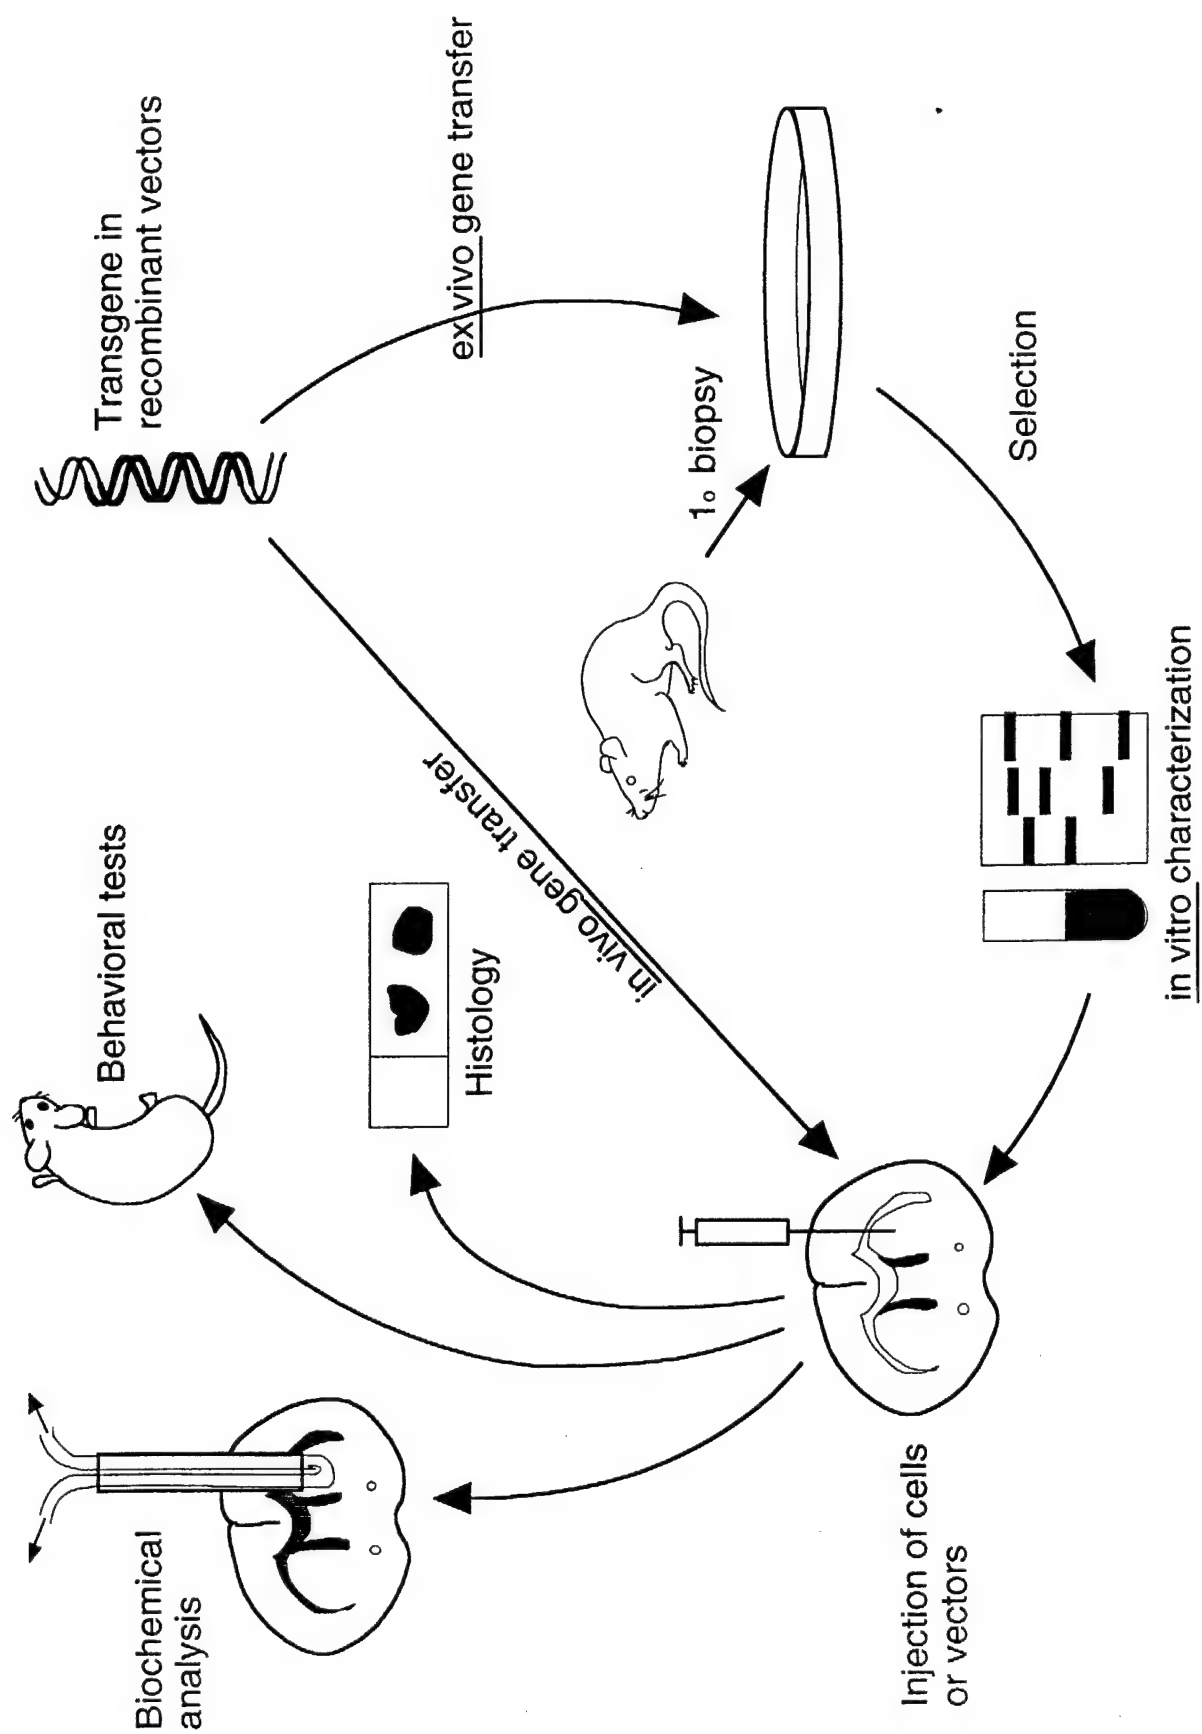 Transgene in
recombinant vectors
ex vivo gene transfer
1o biopsy
Selection
in vitro characterization
in vivo gene transfer
Injection of cells
or vectors
Histology
Behavioral tests
Biochemical
analysis